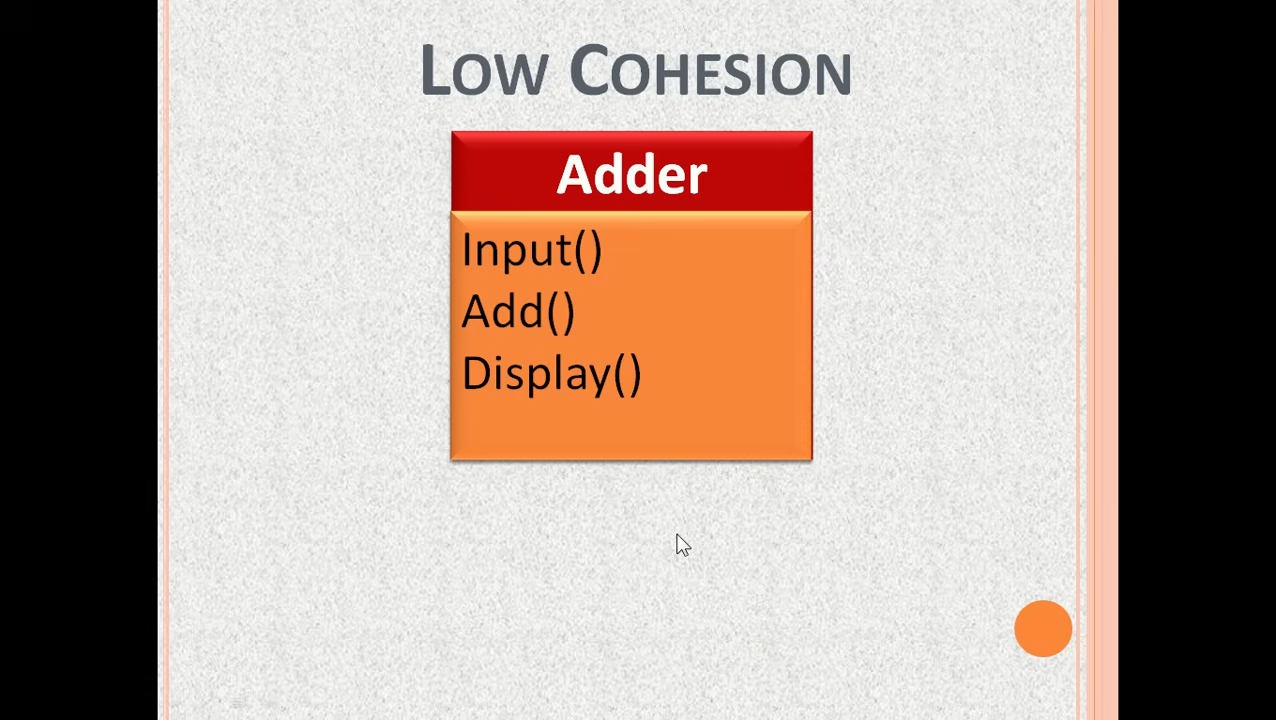 LOW COHESION
Adder
Input()
Add()
Display()